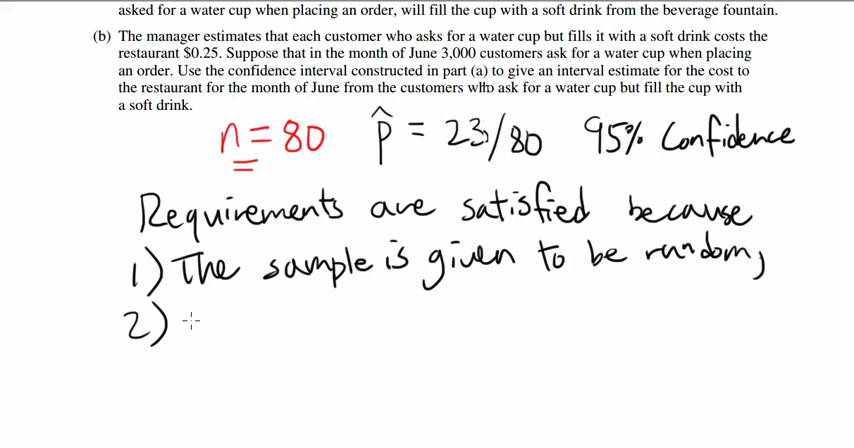 asked for a water cup when placing an order, will fill the cup with a soft drink from the beverage fountain.
(b) The manager estimates that each customer who asks for a water cup but fills it with a soft drink costs the
restaurant $0.25. Suppose that in the month of June 3,000 customers ask for a water cup when placing
an order. Use the confidence interval constructed in part (a) to give an interval estimate for the cost to
the restaurant for the month of June from the customers who ask for a water cup but fill the cup with
a soft drink.
n = 80 p̂ = 23/80 95% Confidence
Requirements are satisfied because
1) The sample is given to be random,
2)